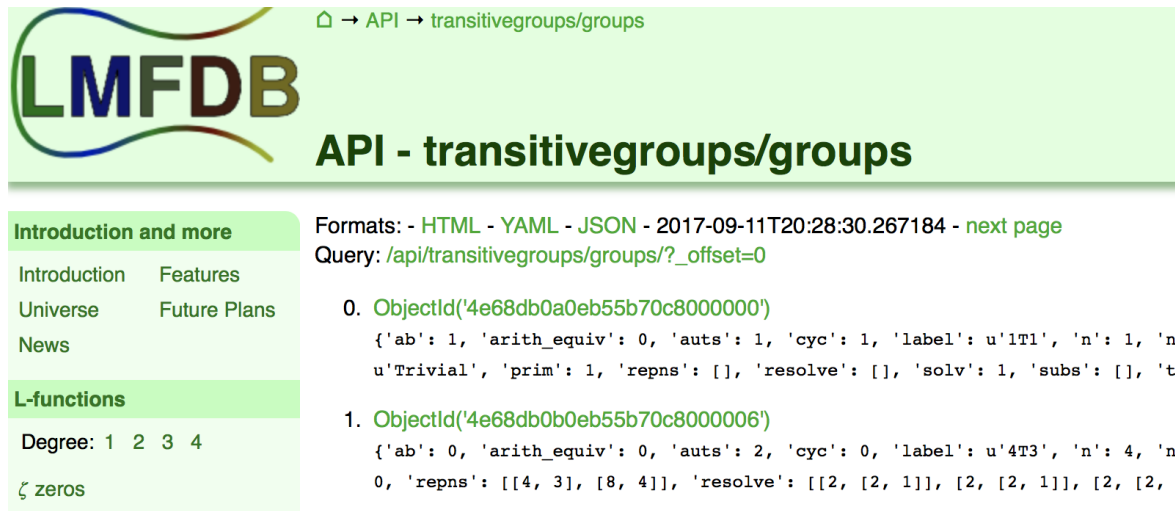 ⌂ → API → transitivegroups/groups
LMFDB
API - transitivegroups/groups
Introduction and more
Introduction Features
Universe Future Plans
News
L-functions
Degree: 1 2 3 4
ζ zeros
Formats: - HTML - YAML - JSON - 2017-09-11T20:28:30.267184 - next page
Query: /api/transitivegroups/groups/?_offset=0
0. ObjectId('4e68db0a0eb55b70c8000000')
{'ab': 1, 'arith_equiv': 0, 'auts': 1, 'cyc': 1, 'label': u'1T1', 'n': 1, 'n
u'Trivial', 'prim': 1, 'repns': [], 'resolve': [], 'solv': 1, 'subs': [], 't
1. ObjectId('4e68db0b0eb55b70c8000006')
{'ab': 0, 'arith_equiv': 0, 'auts': 2, 'cyc': 0, 'label': u'4T3', 'n': 4, 'n
0, 'repns': [[4, 3], [8, 4]], 'resolve': [[2, [2, 1]], [2, [2, 1]], [2, [2,